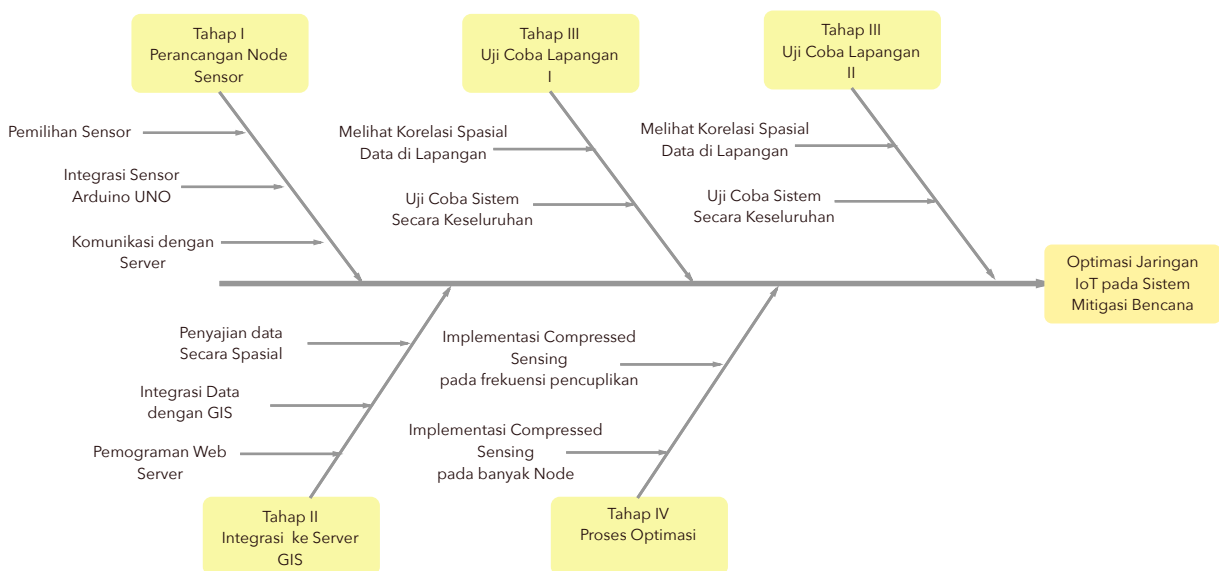 Tahap I
Perancangan Node
Sensor
Tahap III
Uji Coba Lapangan
I
Tahap III
Uji Coba Lapangan
II
Pemilihan Sensor
Integrasi Sensor
Arduino UNO
Komunikasi dengan
Server
Melihat Korelasi Spasial
Data di Lapangan
Uji Coba Sistem
Secara Keseluruhan
Melihat Korelasi Spasial
Data di Lapangan
Uji Coba Sistem
Secara Keseluruhan
Optimasi Jaringan
IoT pada Sistem
Mitigasi Bencana
Penyajian data
Secara Spasial
Integrasi Data
dengan GIS
Pemograman Web
Server
Implementasi Compressed
Sensing
pada frekuensi pencuplikan
Implementasi Compressed
Sensing
pada banyak Node
Tahap II
Integrasi ke Server
GIS
Tahap IV
Proses Optimasi